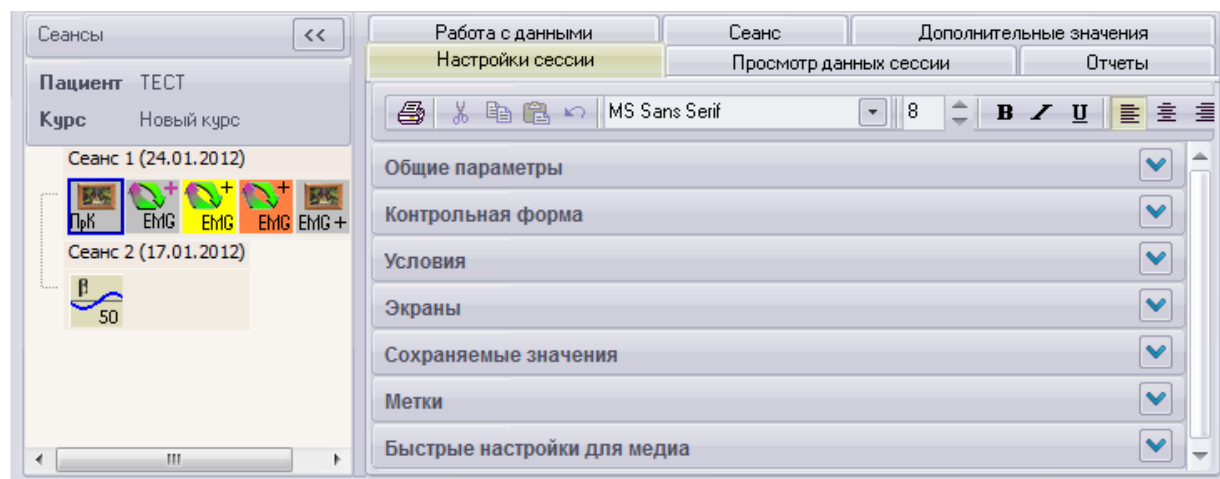 Сеансы <<
Пациент ТЕСТ
Курс Новый курс
Сеанс 1 (24.01.2012)
ПрК EMG EMG EMG EMG +
Сеанс 2 (17.01.2012)
β
50
Работа с данными Сеанс Дополнительные значения
Настройки сессии Просмотр данных сессии Отчеты
MS Sans Serif 8 B I U
Общие параметры
Контрольная форма
Условия
Экраны
Сохраняемые значения
Метки
Быстрые настройки для медиа